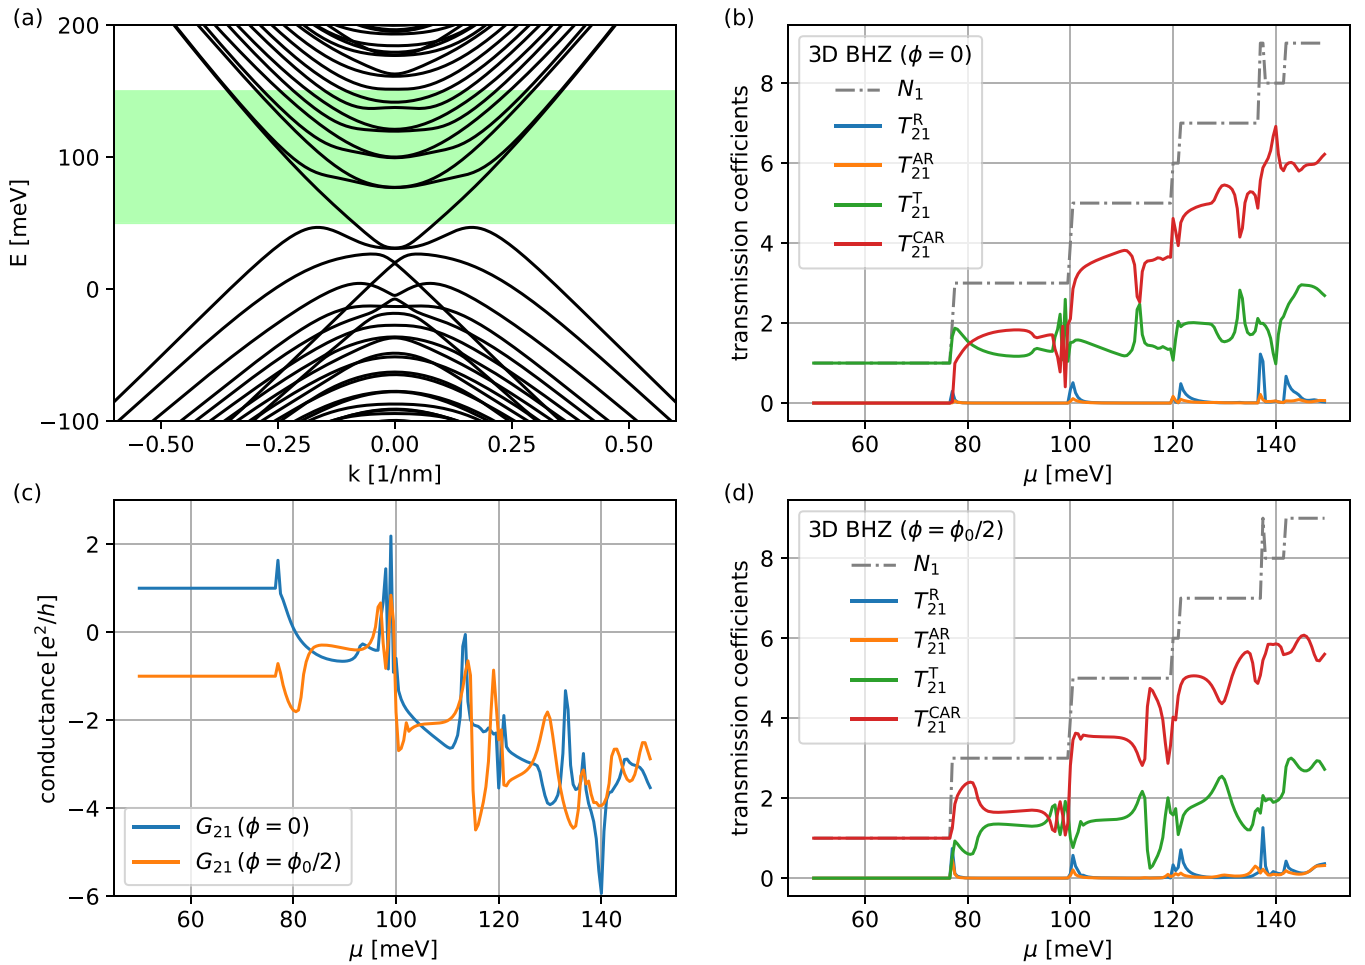 (a)
200
100
0
−100
E [meV]
−0.50
−0.25
0.00
0.25
0.50
k [1/nm]
(b)
8
6
4
2
0
transmission coefficients
3D BHZ (ϕ = 0)
N₁
T₂₁ᴿ
T₂₁ᴬᴿ
T₂₁ᵀ
T₂₁ᶜᴬᴿ
60
80
100
120
140
μ [meV]
(c)
2
0
−2
−4
−6
conductance [e²/h]
G₂₁ (ϕ = 0)
G₂₁ (ϕ = ϕ₀/2)
60
80
100
120
140
μ [meV]
(d)
8
6
4
2
0
transmission coefficients
3D BHZ (ϕ = ϕ₀/2)
N₁
T₂₁ᴿ
T₂₁ᴬᴿ
T₂₁ᵀ
T₂₁ᶜᴬᴿ
60
80
100
120
140
μ [meV]